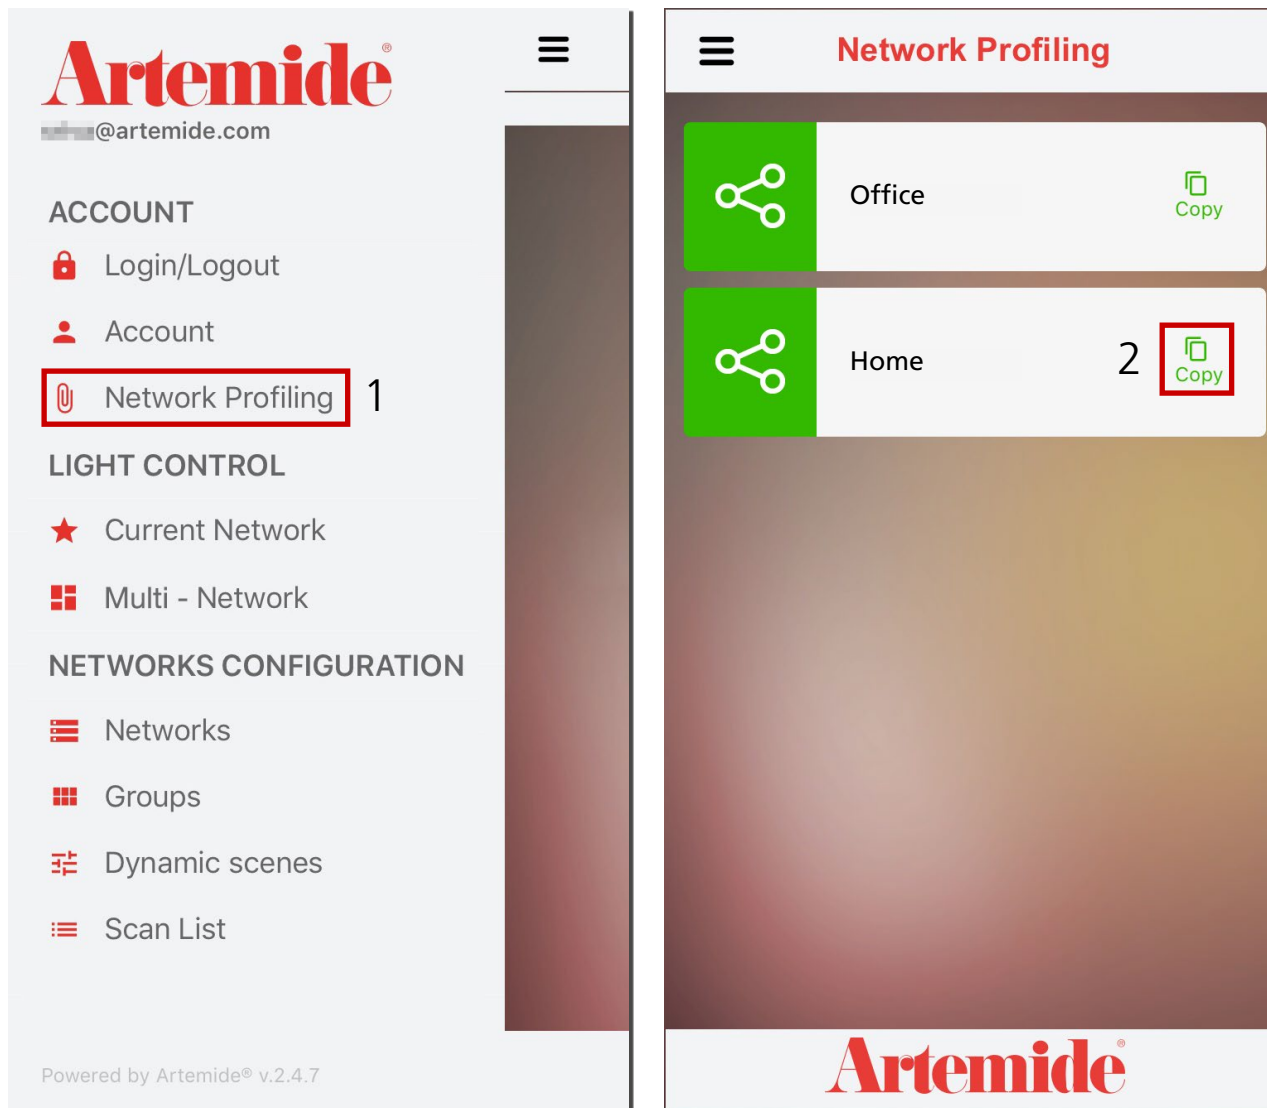 Artemide®
@artemide.com
ACCOUNT
Login/Logout
Account
Network Profiling 1
LIGHT CONTROL
Current Network
Multi - Network
NETWORKS CONFIGURATION
Networks
Groups
Dynamic scenes
Scan List
Powered by Artemide® v.2.4.7
Network Profiling
Office
Copy
Home
2
Copy
Artemide®